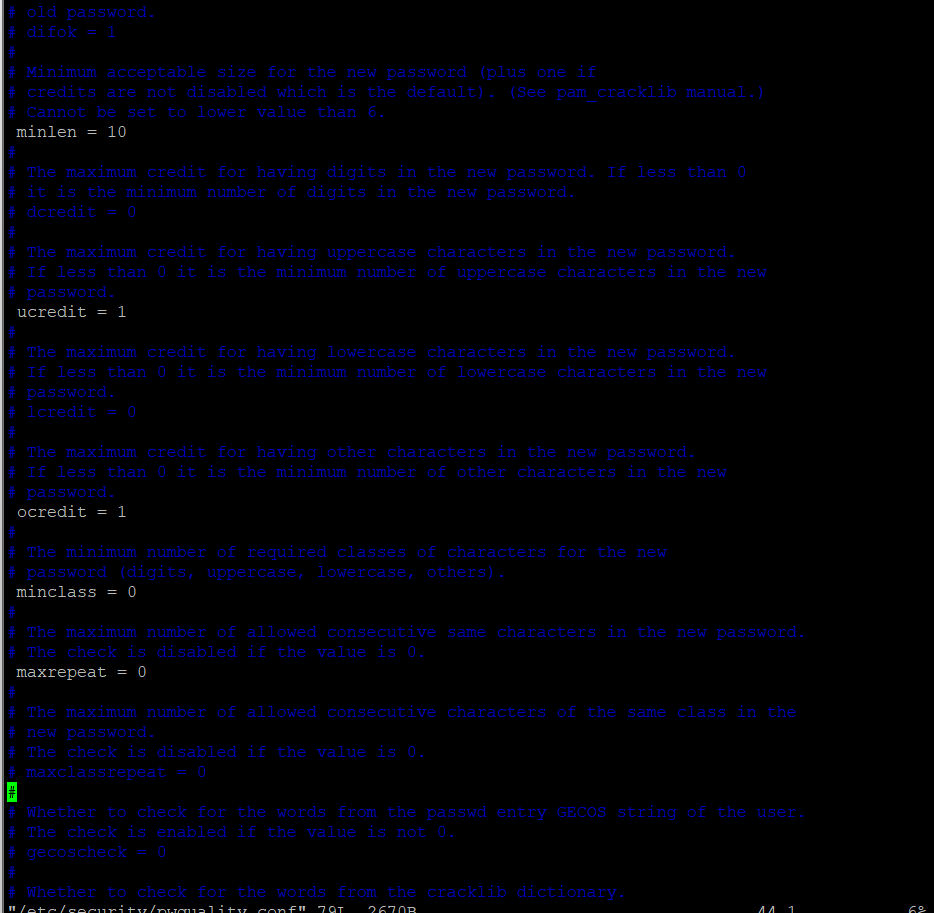 # old password.
# difok = 1
#
# Minimum acceptable size for the new password (plus one if
# credits are not disabled which is the default). (See pam_cracklib manual.)
# Cannot be set to lower value than 6.
minlen = 10
#
# The maximum credit for having digits in the new password. If less than 0
# it is the minimum number of digits in the new password.
# dcredit = 0
#
# The maximum credit for having uppercase characters in the new password.
# If less than 0 it is the minimum number of uppercase characters in the new
# password.
ucredit = 1
#
# The maximum credit for having lowercase characters in the new password.
# If less than 0 it is the minimum number of lowercase characters in the new
# password.
# lcredit = 0
#
# The maximum credit for having other characters in the new password.
# If less than 0 it is the minimum number of other characters in the new
# password.
ocredit = 1
#
# The minimum number of required classes of characters for the new
# password (digits, uppercase, lowercase, others).
minclass = 0
#
# The maximum number of allowed consecutive same characters in the new password.
# The check is disabled if the value is 0.
maxrepeat = 0
#
# The maximum number of allowed consecutive characters of the same class in the
# new password.
# The check is disabled if the value is 0.
# maxclassrepeat = 0
#
# Whether to check for the words from the passwd entry GECOS string of the user.
# The check is enabled if the value is not 0.
# gecoscheck = 0
#
# Whether to check for the words from the cracklib dictionary.
"/etc/security/pwquality.conf" 79L, 2670B 44,1 6%